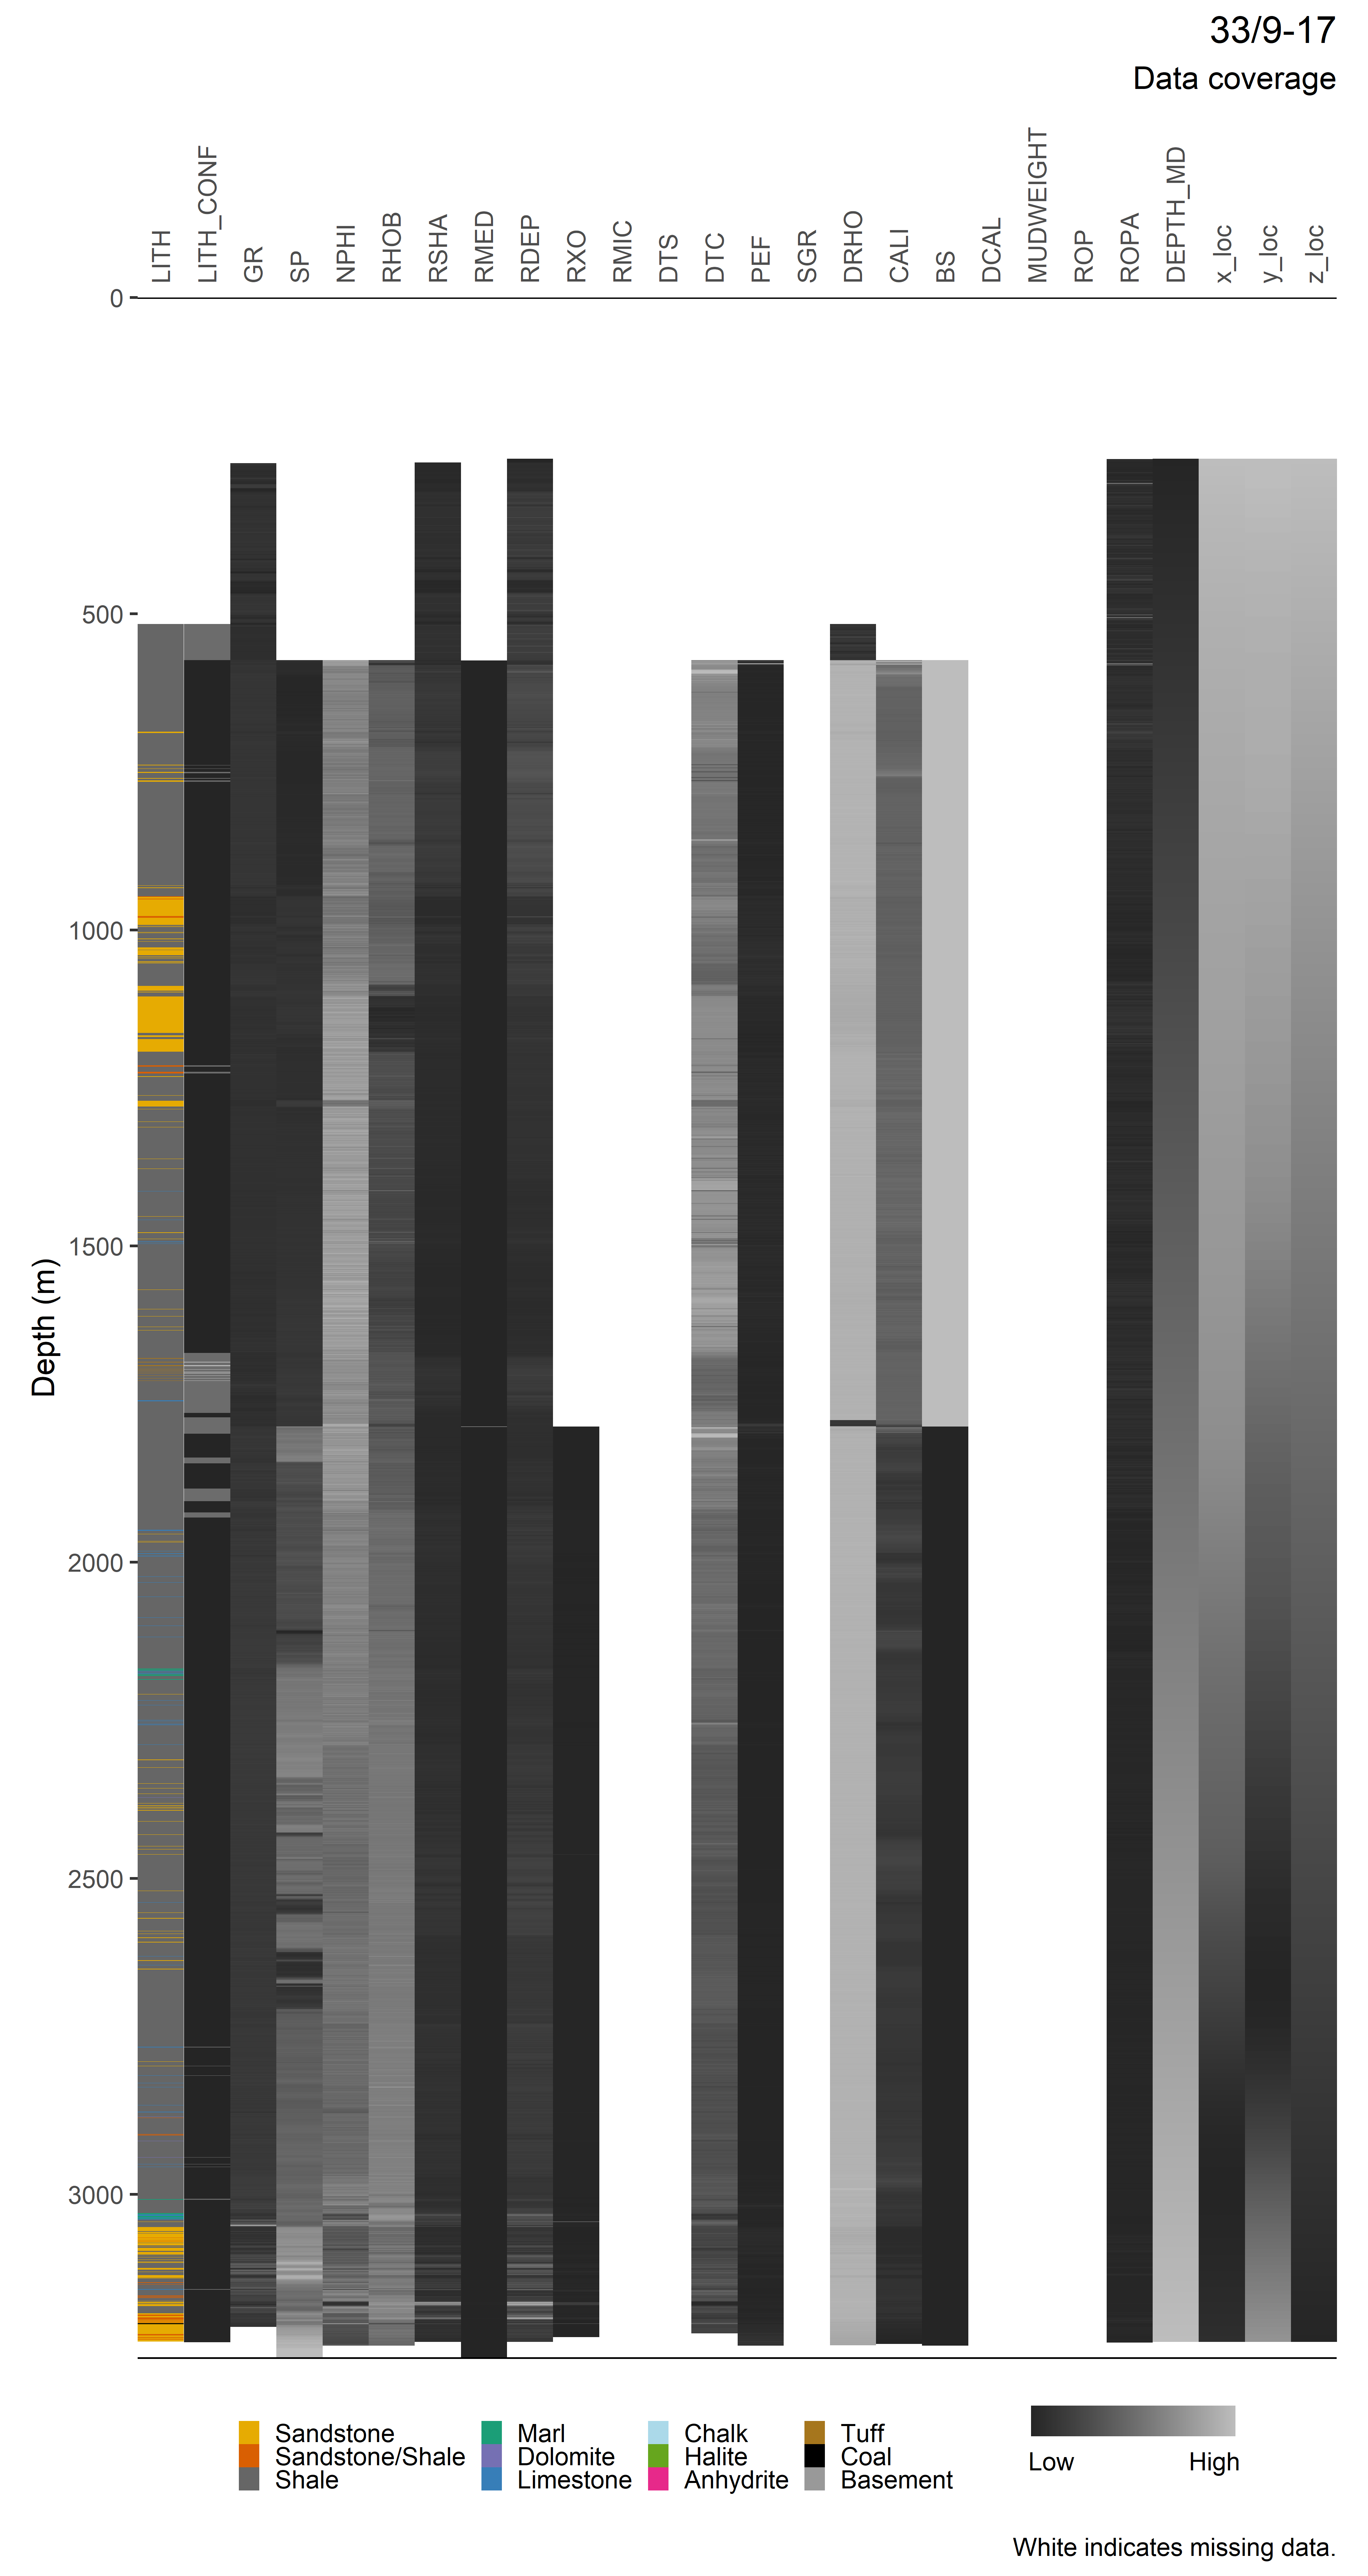 33/9-17
Data coverage
LITH
LITH_CONF
GR
SP
NPHI
RHOB
RSHA
RMED
RDEP
RXO
RMIC
DTS
DTC
PEF
SGR
DRHO
CALI
BS
DCAL
MUDWEIGHT
ROP
ROPA
DEPTH_MD
x_loc
y_loc
z_loc
0
500
1000
1500
2000
2500
3000
Depth (m)
Sandstone
Sandstone/Shale
Shale
Marl
Dolomite
Limestone
Chalk
Halite
Anhydrite
Tuff
Coal
Basement
Low High
White indicates missing data.